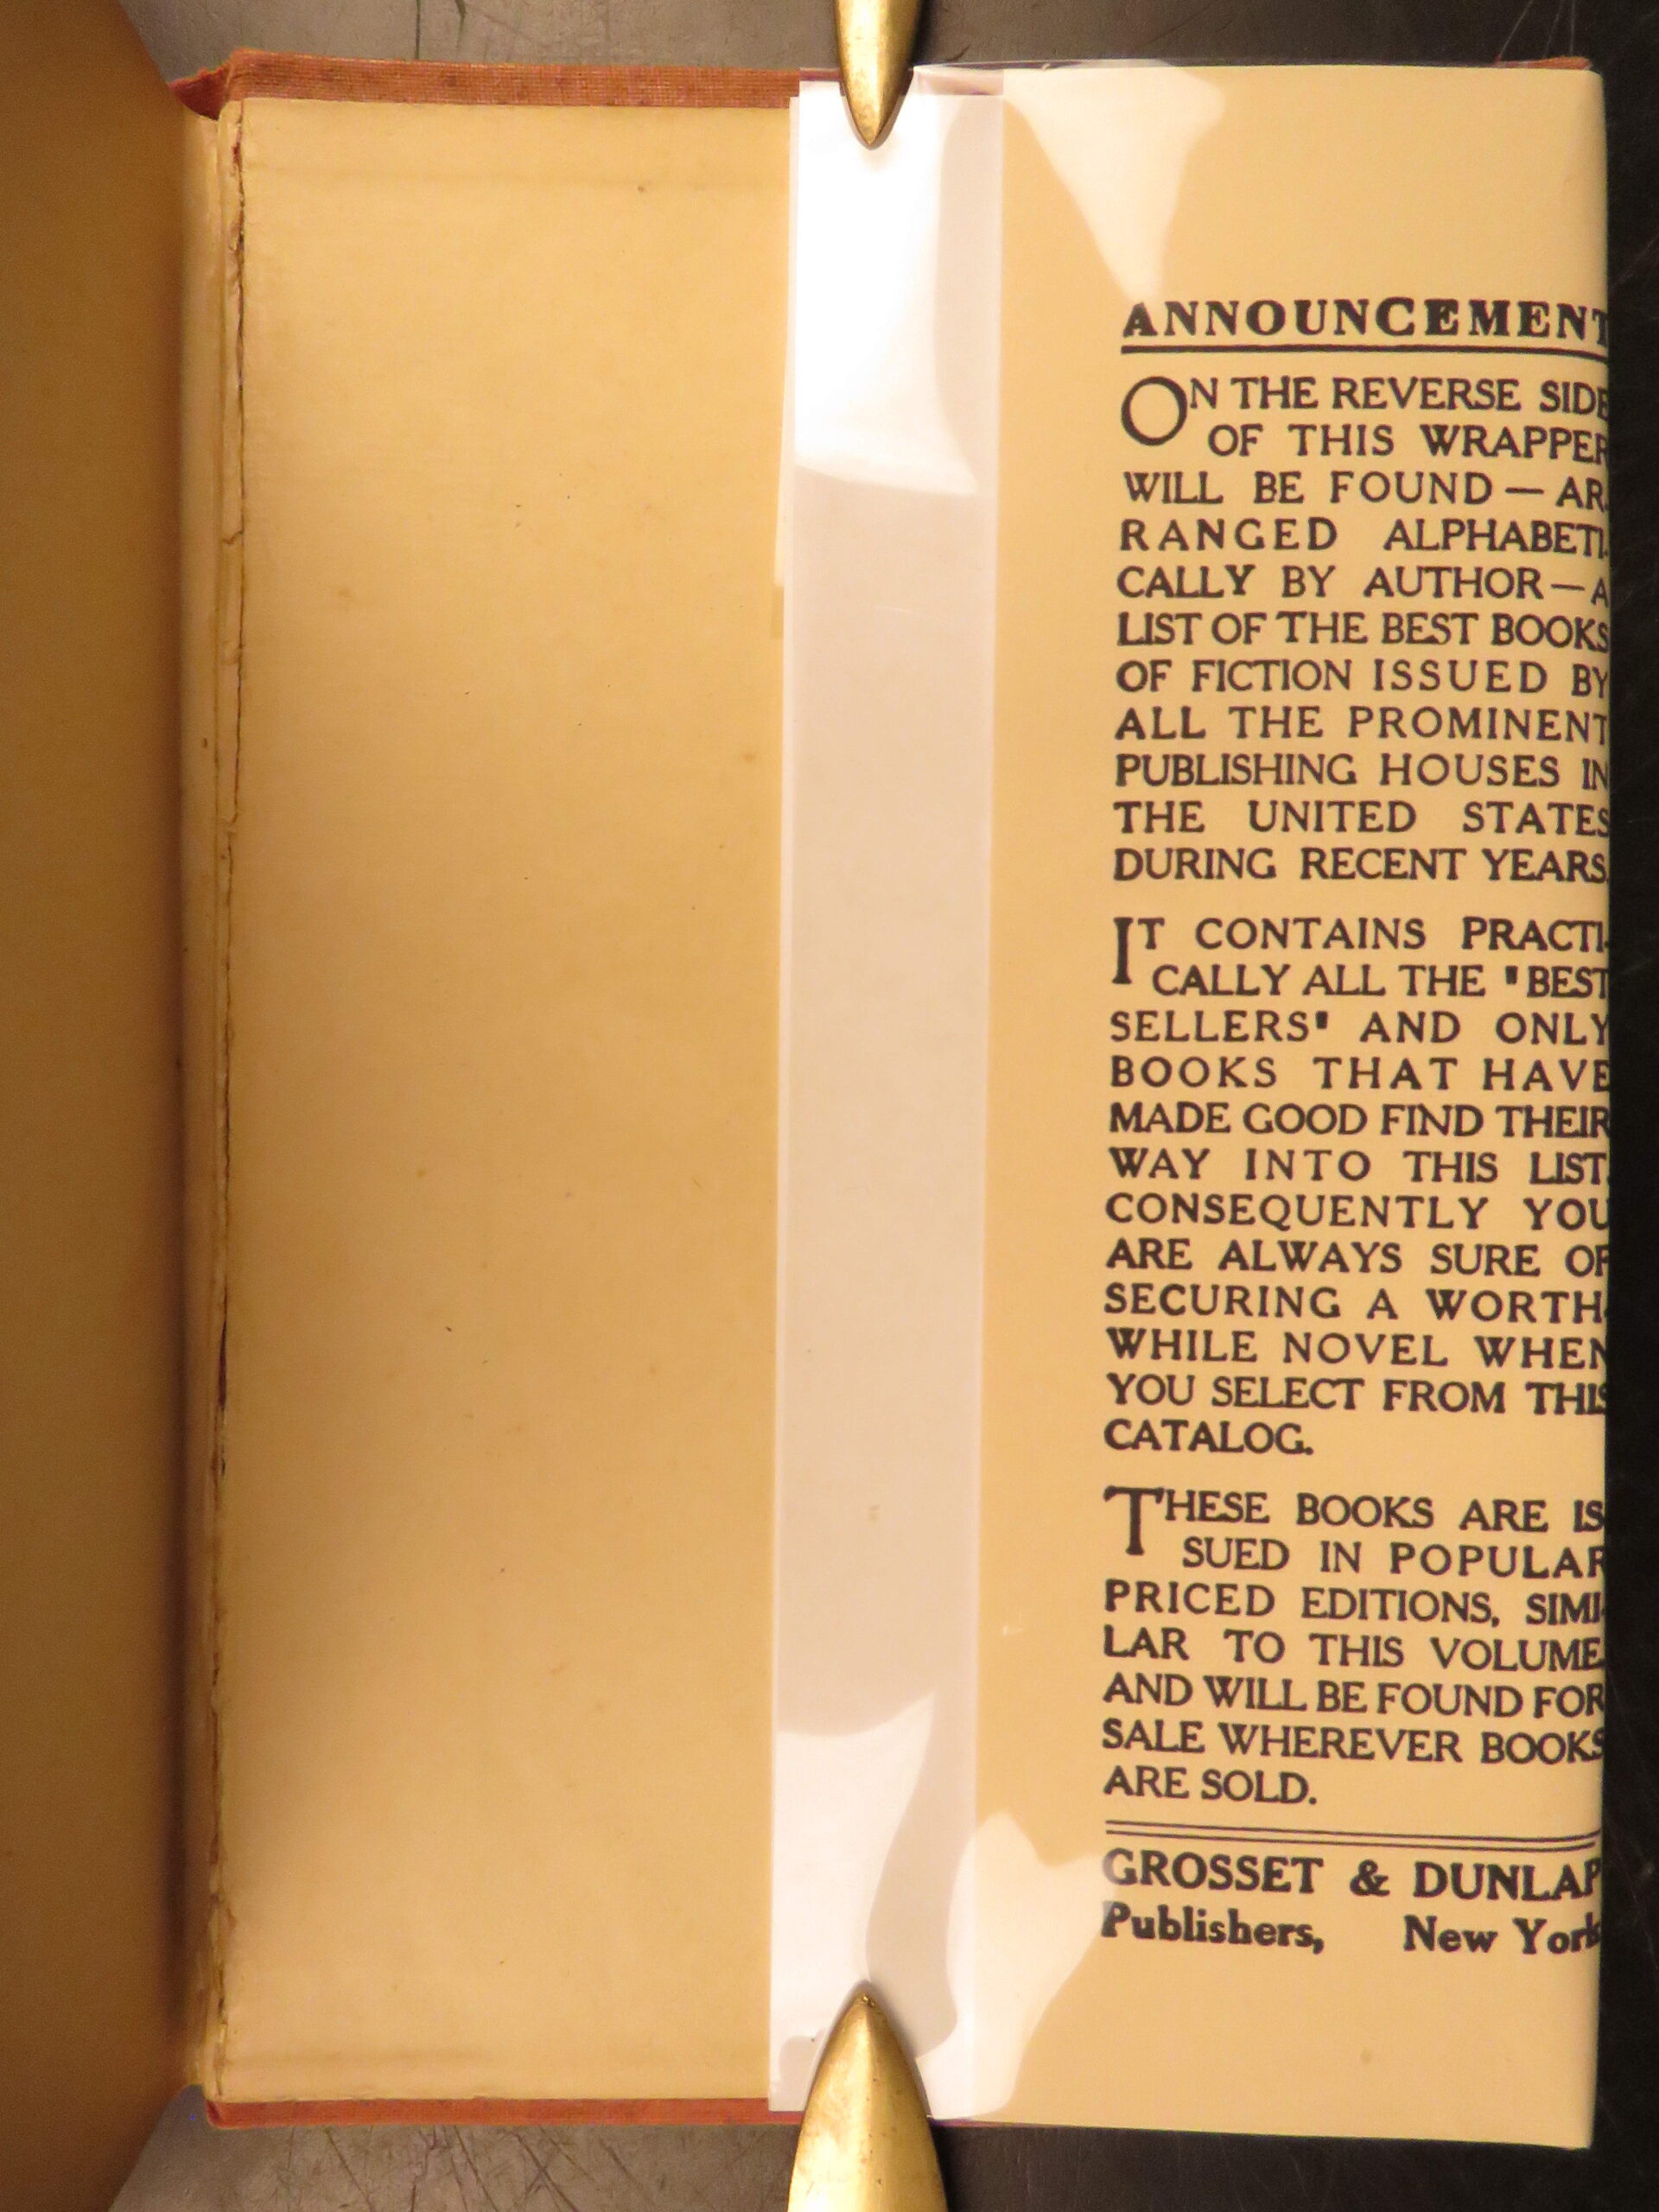 ANNOUNCEMENT
ON THE REVERSE SIDE
OF THIS WRAPPER
WILL BE FOUND — AR-
RANGED ALPHABETI-
CALLY BY AUTHOR — A
LIST OF THE BEST BOOKS
OF FICTION ISSUED BY
ALL THE PROMINENT
PUBLISHING HOUSES IN
THE UNITED STATES
DURING RECENT YEARS.
IT CONTAINS PRACTI-
CALLY ALL THE "BEST
SELLERS" AND ONLY
BOOKS THAT HAVE
MADE GOOD FIND THEIR
WAY INTO THIS LIST.
CONSEQUENTLY YOU
ARE ALWAYS SURE OF
SECURING A WORTH-
WHILE NOVEL WHEN
YOU SELECT FROM THIS
CATALOG.
THESE BOOKS ARE IS
SUED IN POPULAR
PRICED EDITIONS, SIMI-
LAR TO THIS VOLUME
AND WILL BE FOUND FOR
SALE WHEREVER BOOKS
ARE SOLD.
GROSSET & DUNLAP
Publishers, New York